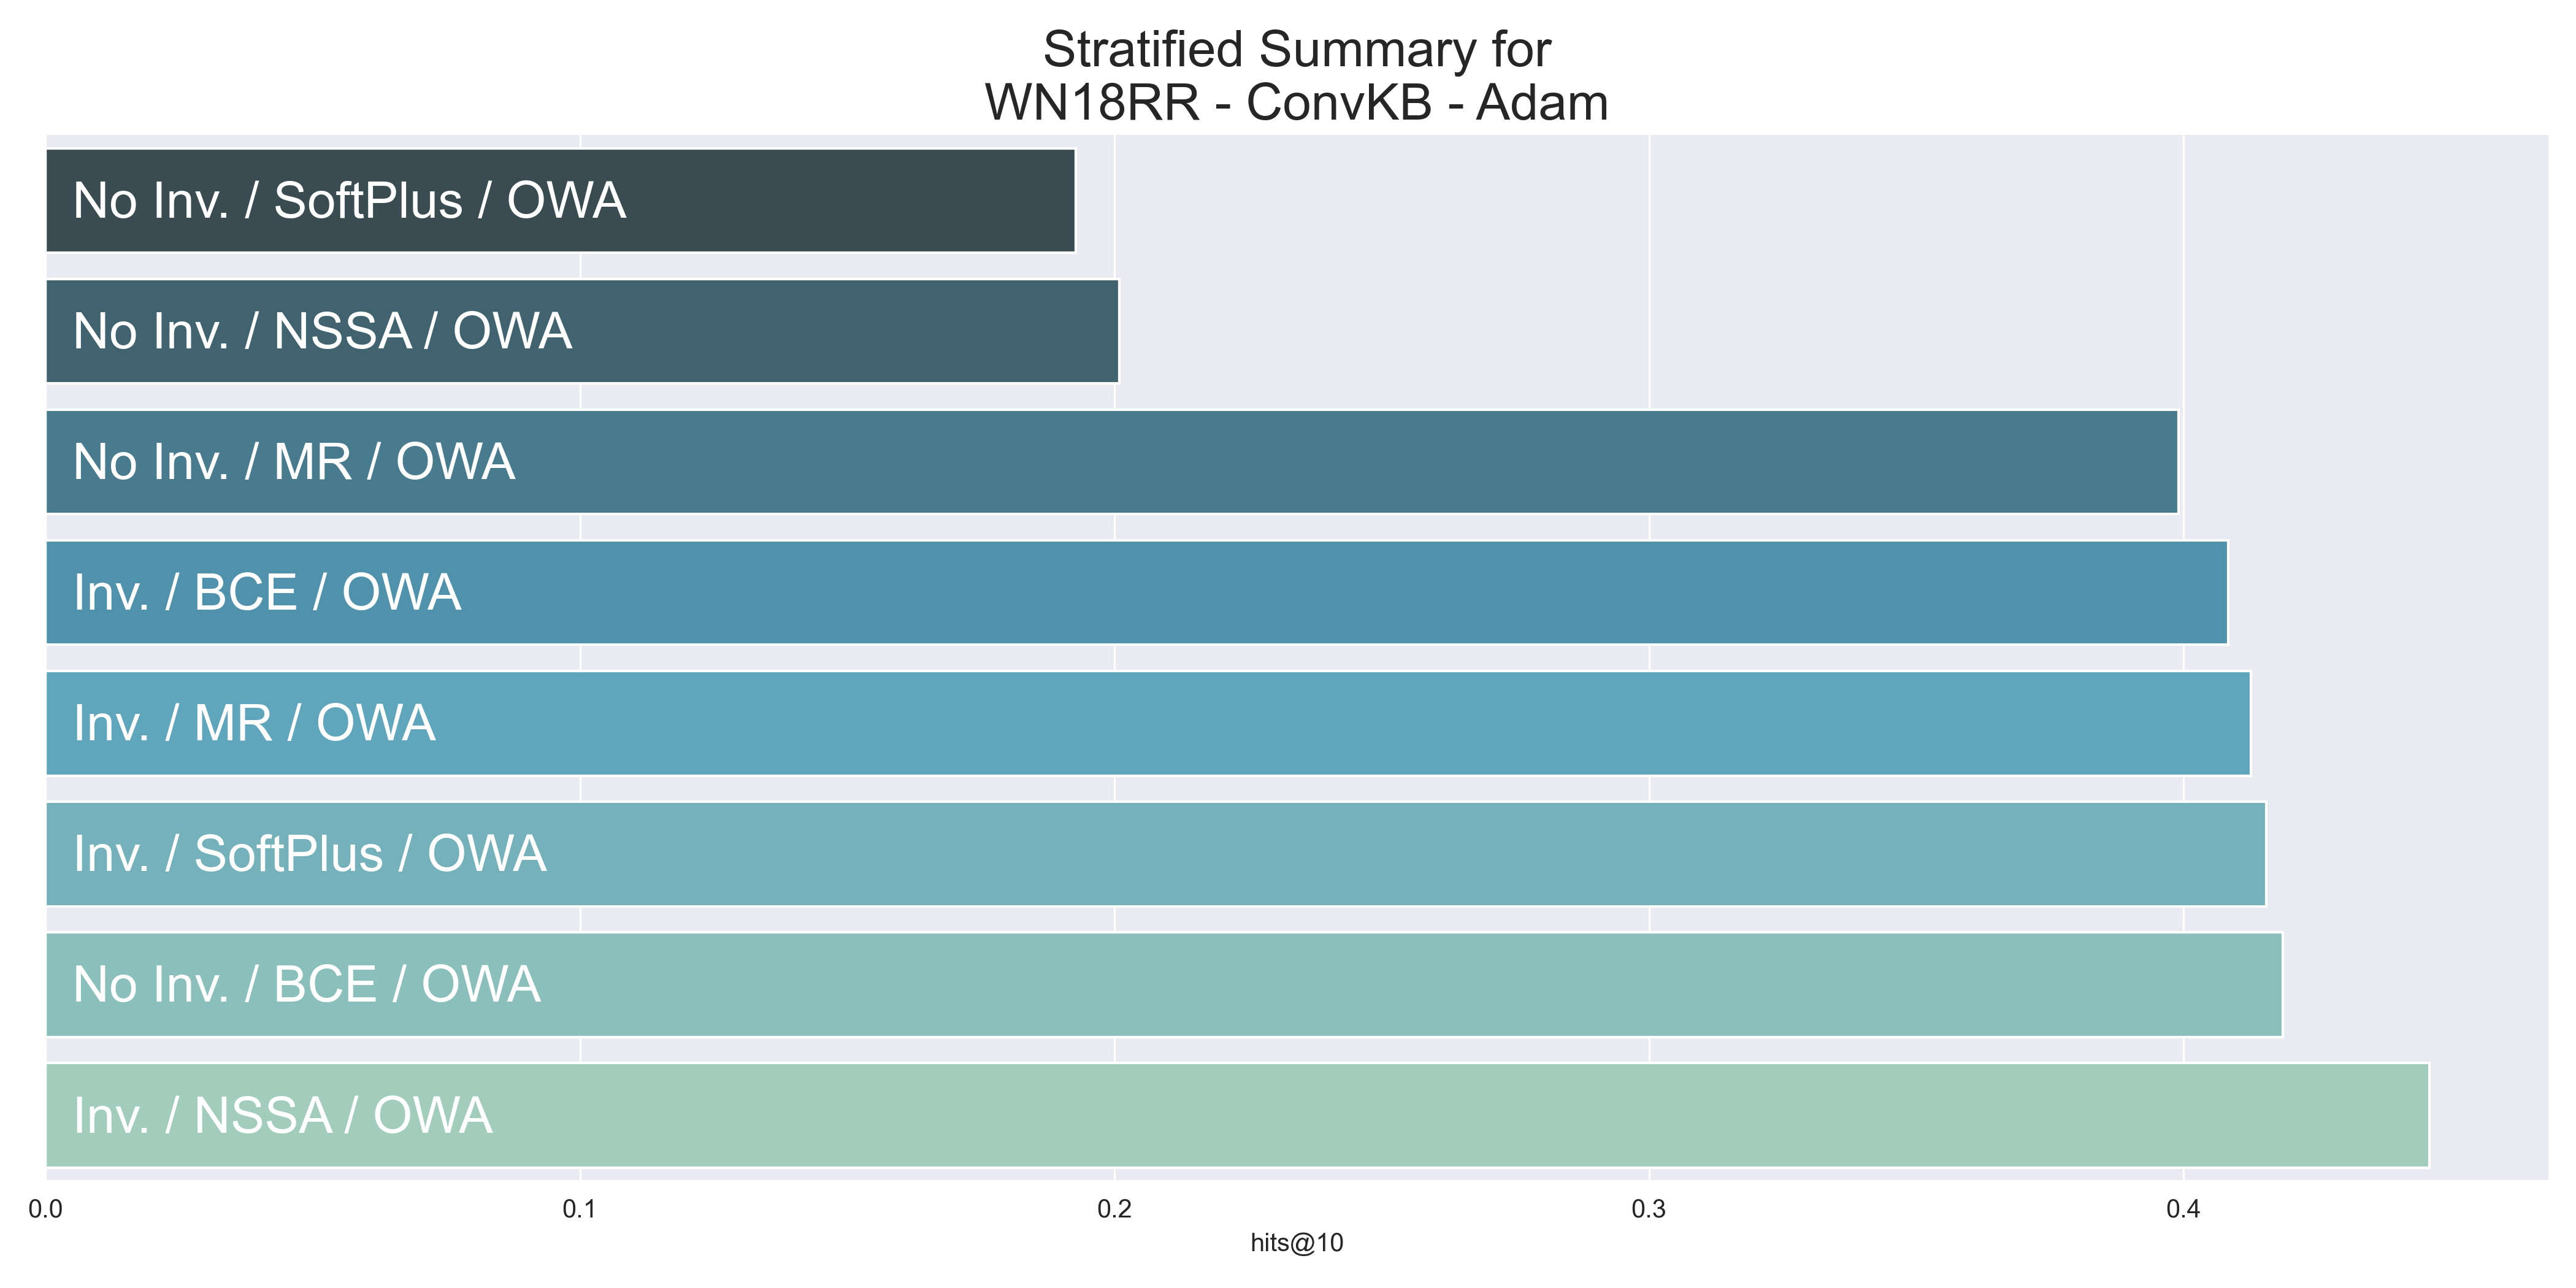 Stratified Summary for
WN18RR - ConvKB - Adam
No Inv. / SoftPlus / OWA
No Inv. / NSSA / OWA
No Inv. / MR / OWA
Inv. / BCE / OWA
Inv. / MR / OWA
Inv. / SoftPlus / OWA
No Inv. / BCE / OWA
Inv. / NSSA / OWA
0.0 0.1 0.2 0.3 0.4
hits@10